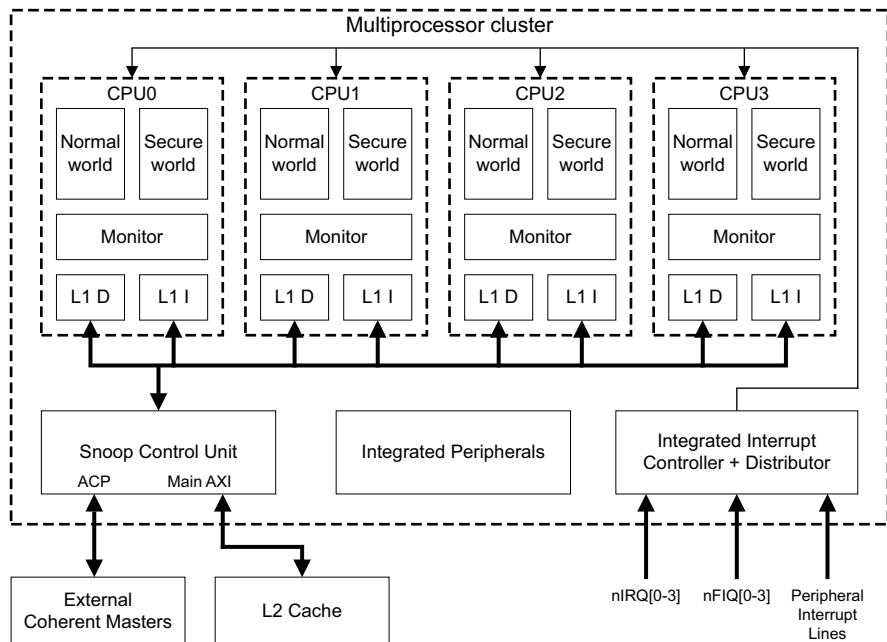 Multiprocessor cluster
CPU0
CPU1
CPU2
CPU3
Normal
world
Secure
world
Normal
world
Secure
world
Normal
world
Secure
world
Normal
world
Secure
world
Monitor
Monitor
Monitor
Monitor
L1 D
L1 I
L1 D
L1 I
L1 D
L1 I
L1 D
L1 I
Snoop Control Unit
ACP
Main AXI
Integrated Peripherals
Integrated Interrupt
Controller + Distributor
External
Coherent Masters
L2 Cache
nIRQ[0-3]
nFIQ[0-3]
Peripheral
Interrupt
Lines